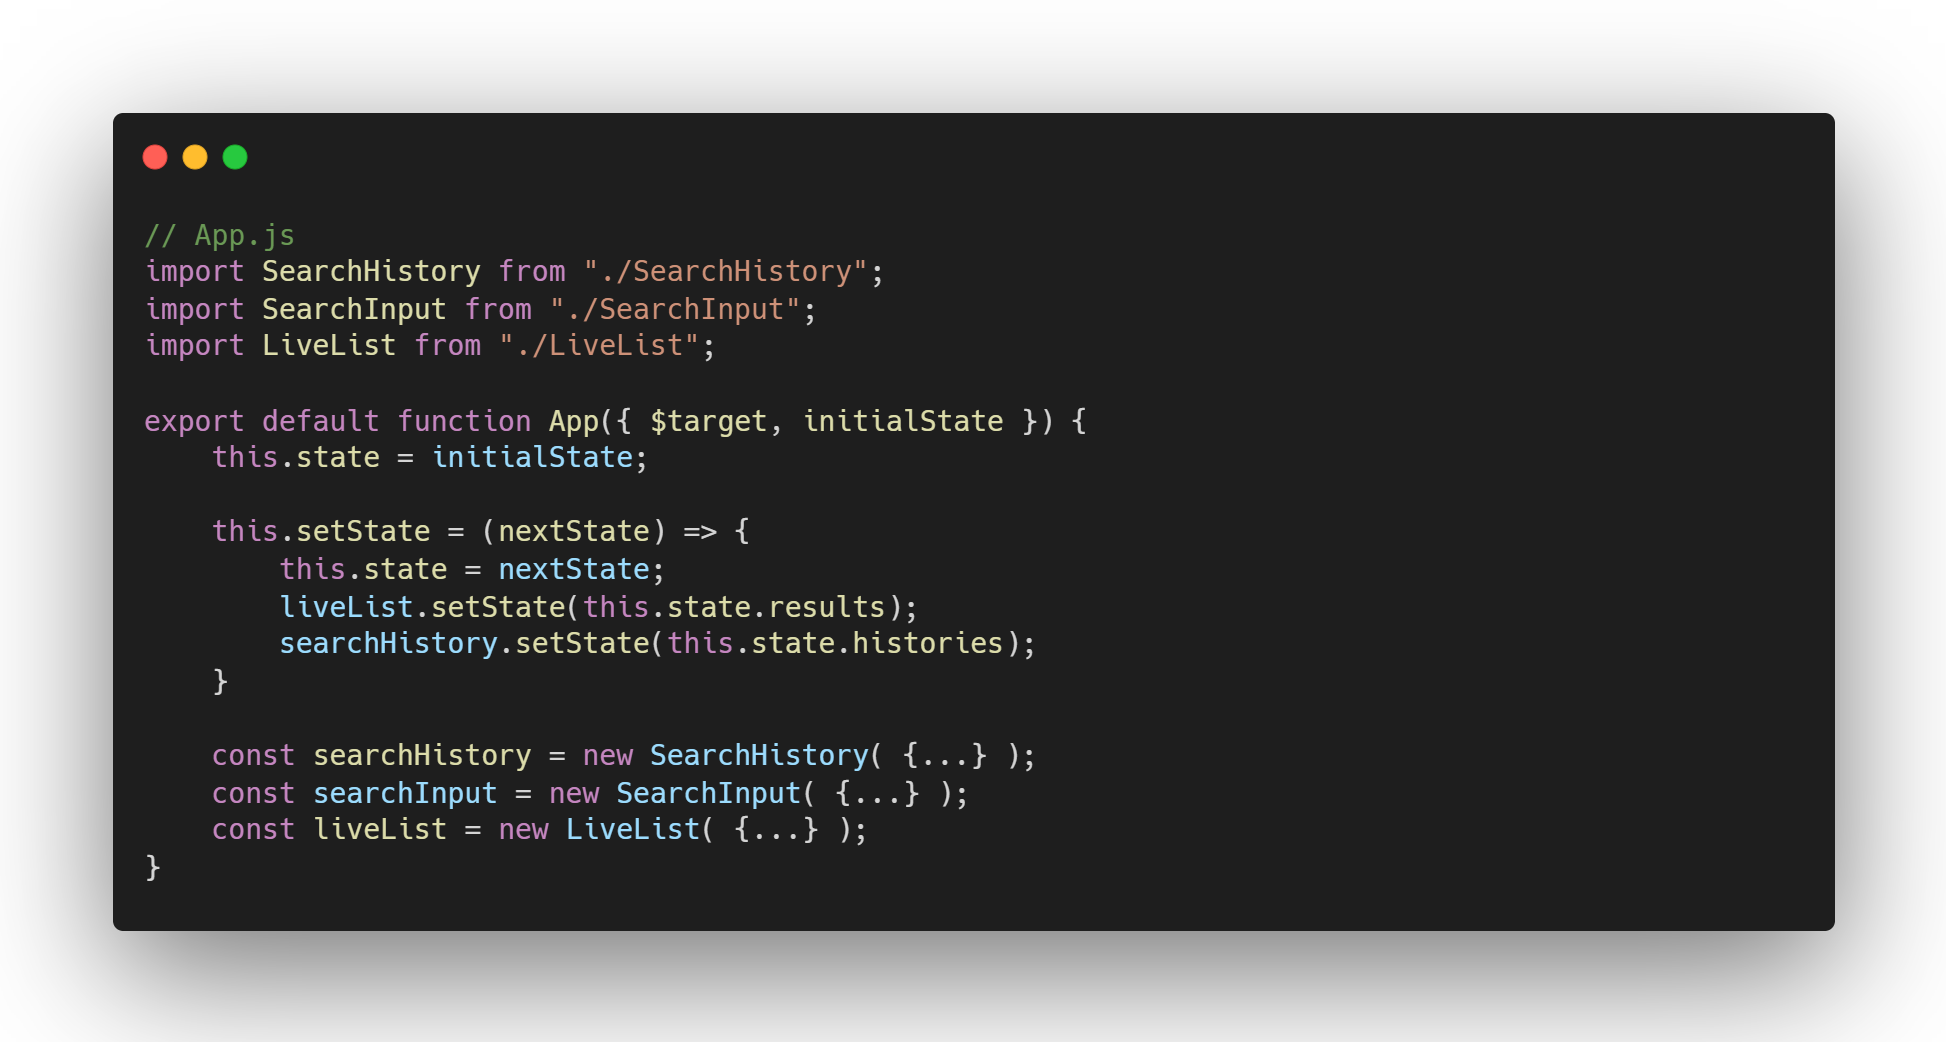 // App.js
import SearchHistory from "./SearchHistory";
import SearchInput from "./SearchInput";
import LiveList from "./LiveList";

export default function App({ $target, initialState }) {
    this.state = initialState;

    this.setState = (nextState) => {
        this.state = nextState;
        liveList.setState(this.state.results);
        searchHistory.setState(this.state.histories);
    }

    const searchHistory = new SearchHistory( {...} );
    const searchInput = new SearchInput( {...} );
    const liveList = new LiveList( {...} );
}